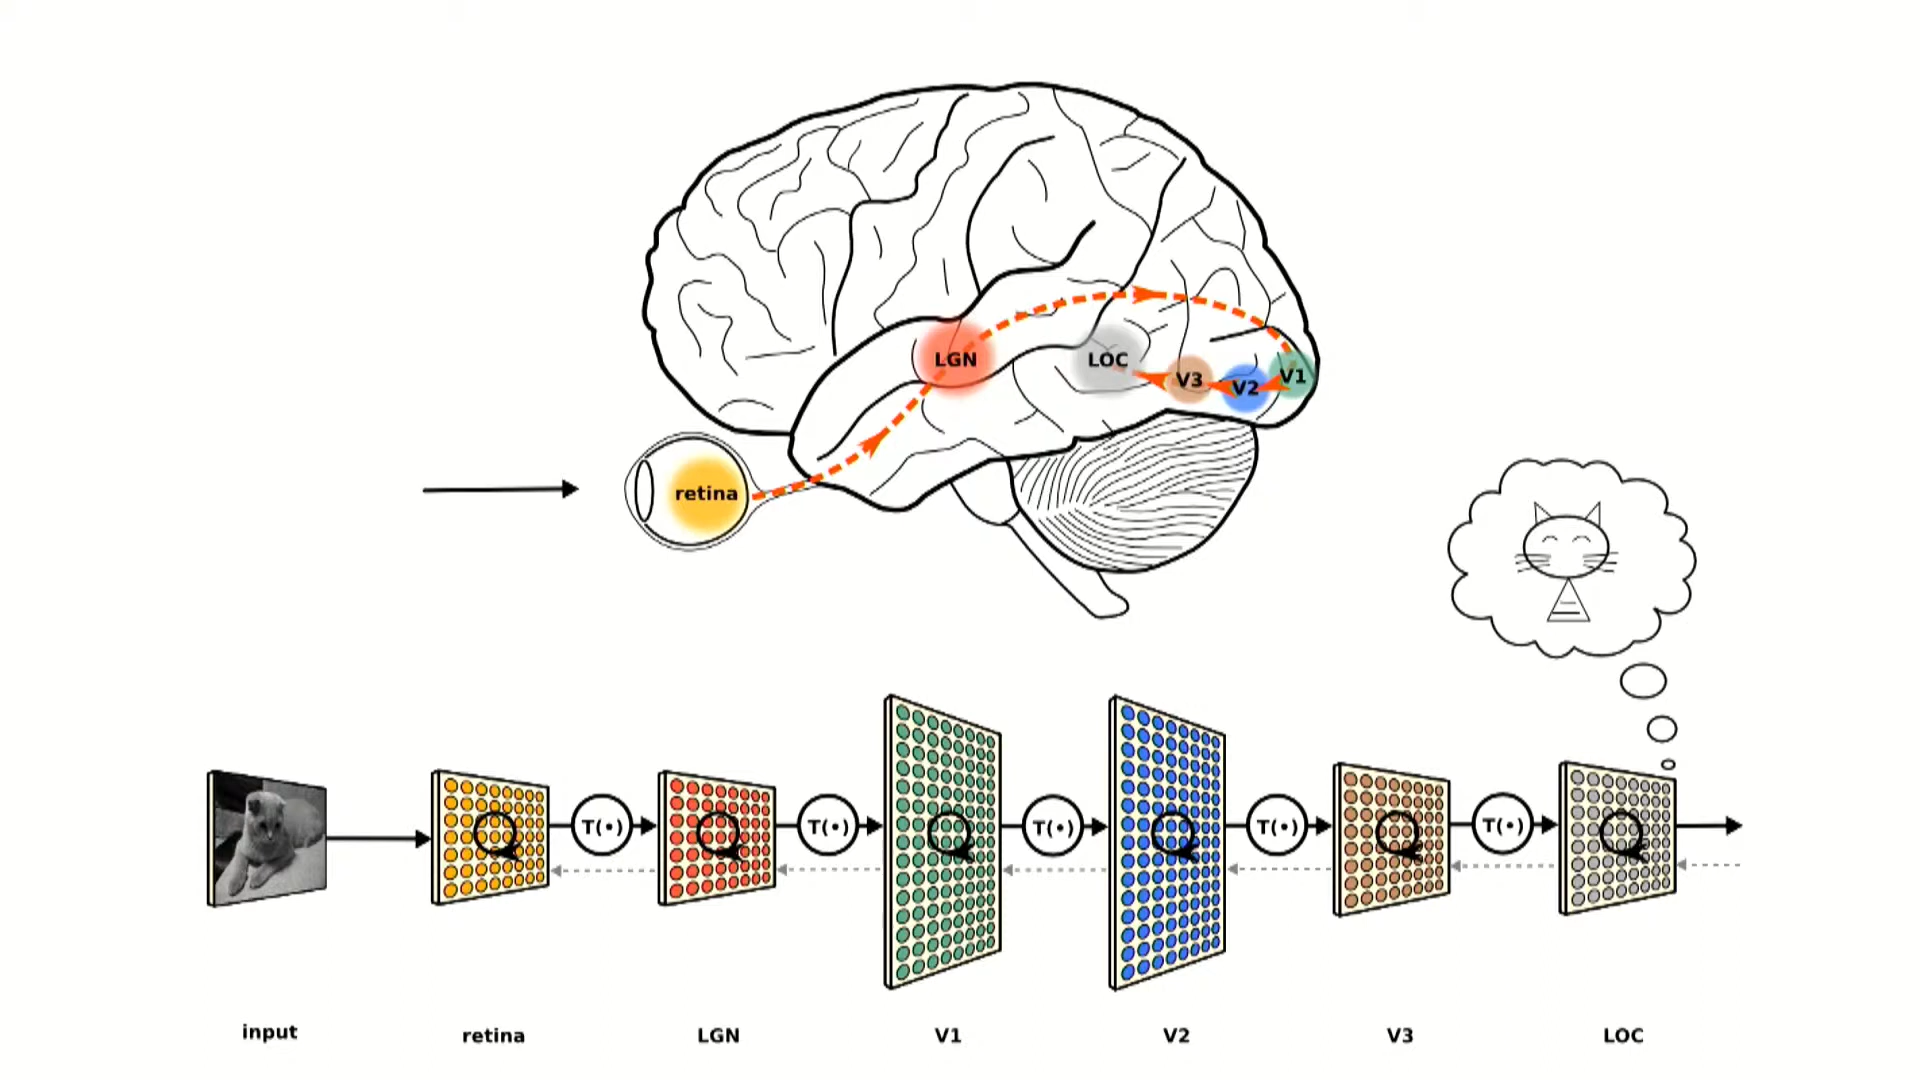 LGN
LOC
V3
V2
V1
retina
T(•)
T(•)
T(•)
T(•)
T(•)
input
retina
LGN
V1
V2
V3
LOC